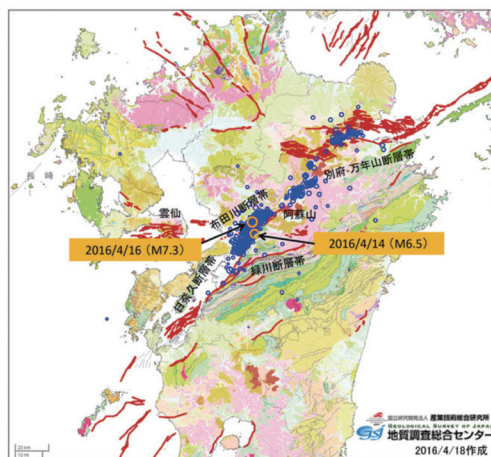 長崎
別府-万年山断層帯
布田川断層帯
雲仙
阿蘇山
2016/4/16（M7.3）
2016/4/14（M6.5）
緑川断層帯
日奈久断層帯
国立研究開発法人 産業技術総合研究所
GEOLOGICAL SURVEY OF JAPAN
地質調査総合センター
2016/4/18作成